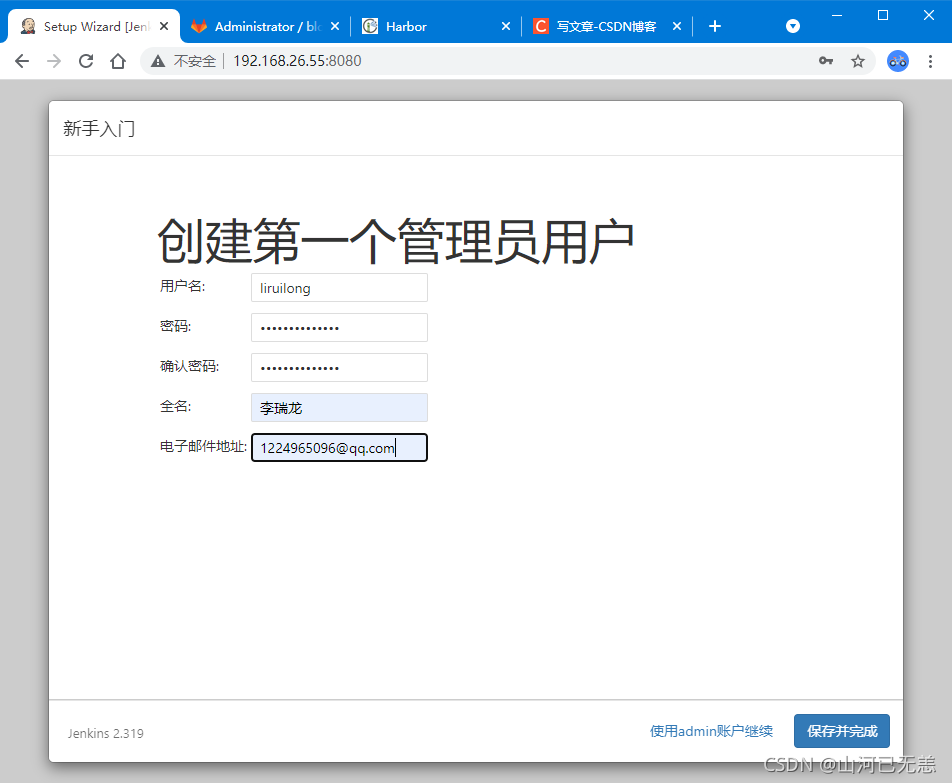 Setup Wizard [Jenk
Administrator / blo
Harbor
写文章-CSDN博客
不安全
192.168.26.55:8080
新手入门
创建第一个管理员用户
用户名:
liruilong
密码:
••••••••••••••
确认密码:
••••••••••••••
全名:
李瑞龙
电子邮件地址:
1224965096@qq.com
Jenkins 2.319
使用admin账户继续
保存并完成
CSDN @山河已无恙